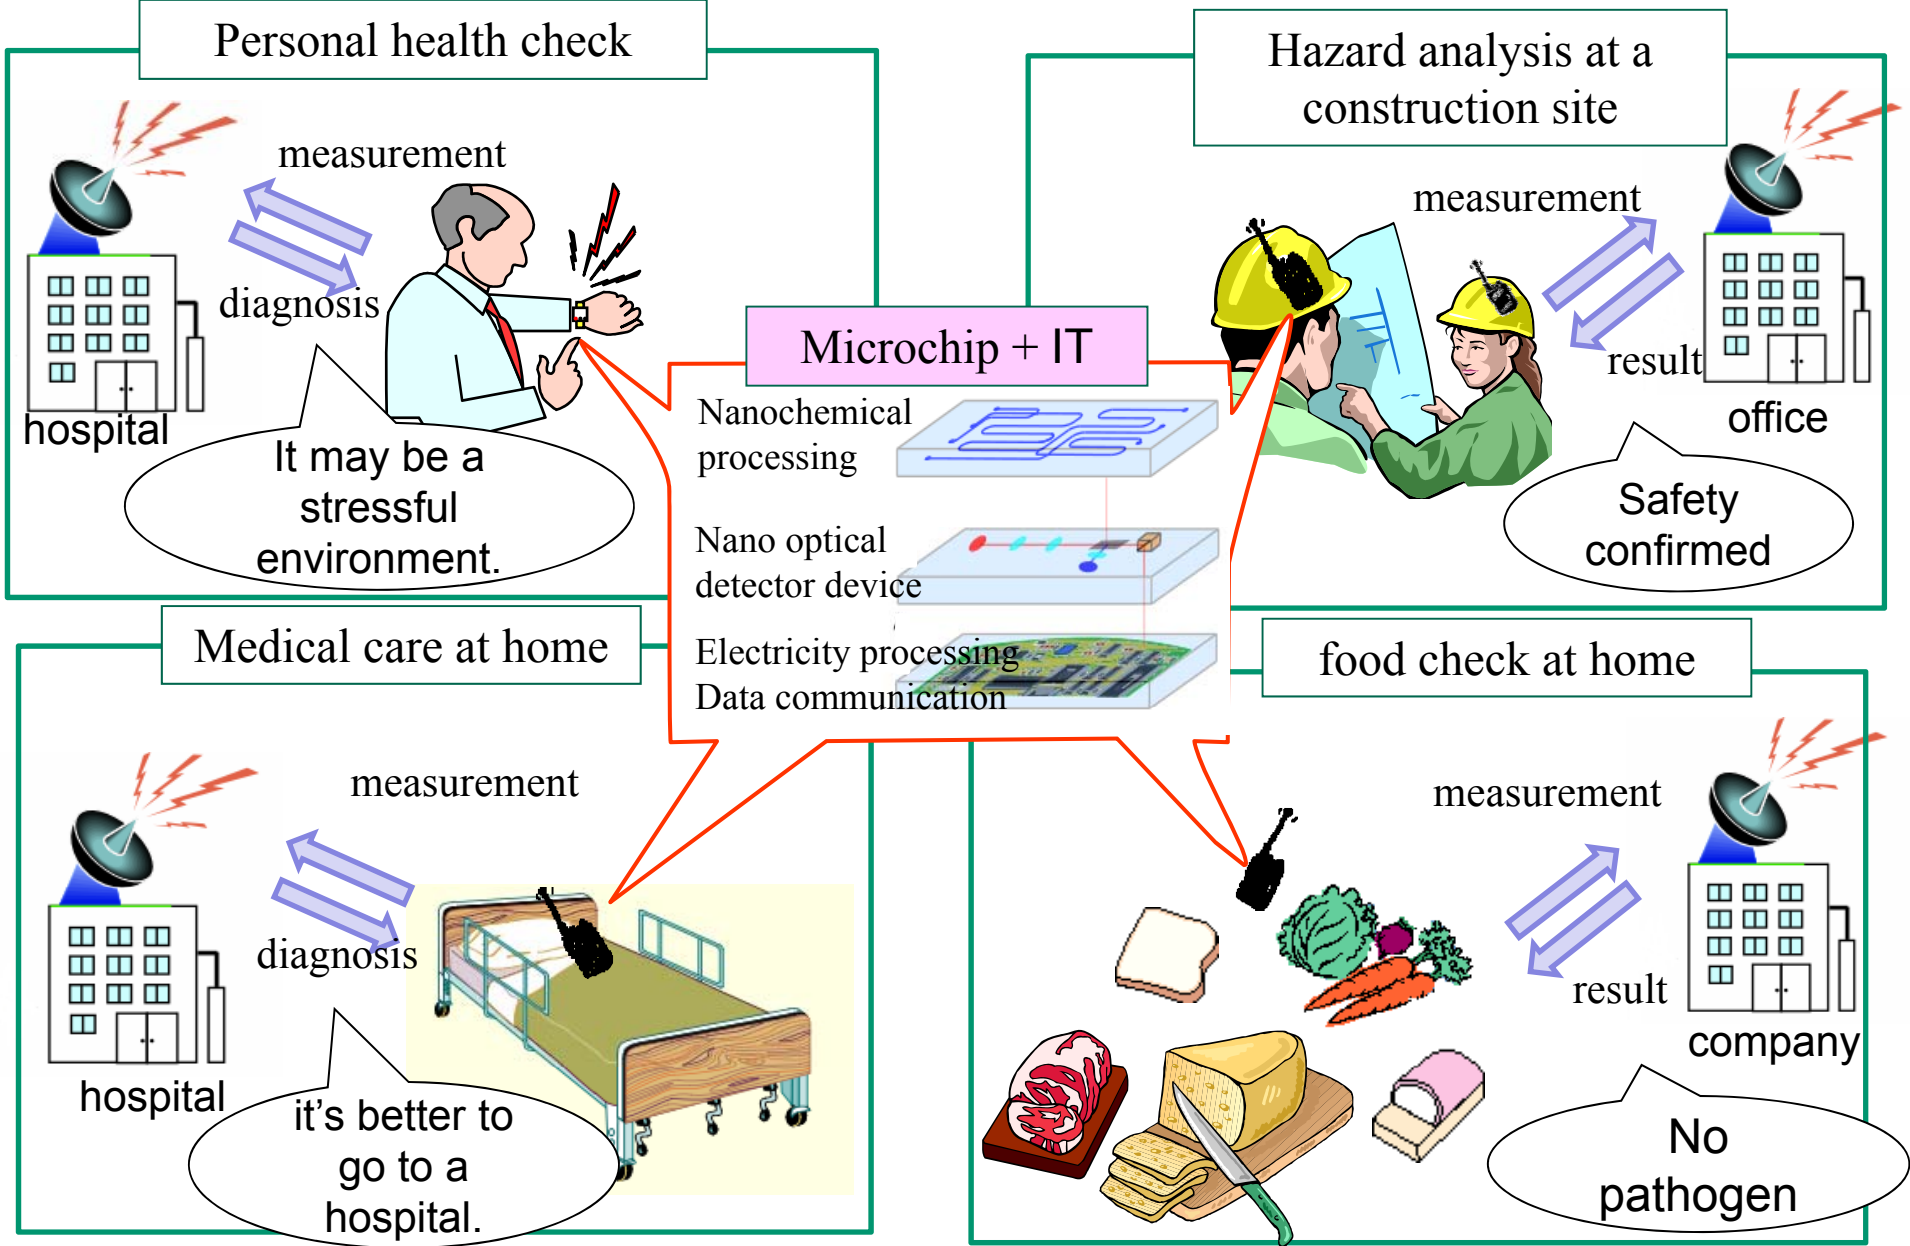 Personal health check
measurement
diagnosis
hospital
It may be a
stressful
environment.
Hazard analysis at a
construction site
measurement
result
office
Safety
confirmed
Microchip + IT
Nanochemical
processing
Nano optical
detector device
Electricity processing
Data communication
Medical care at home
measurement
diagnosis
hospital
it’s better to
go to a
hospital.
food check at home
measurement
result
company
No
pathogen